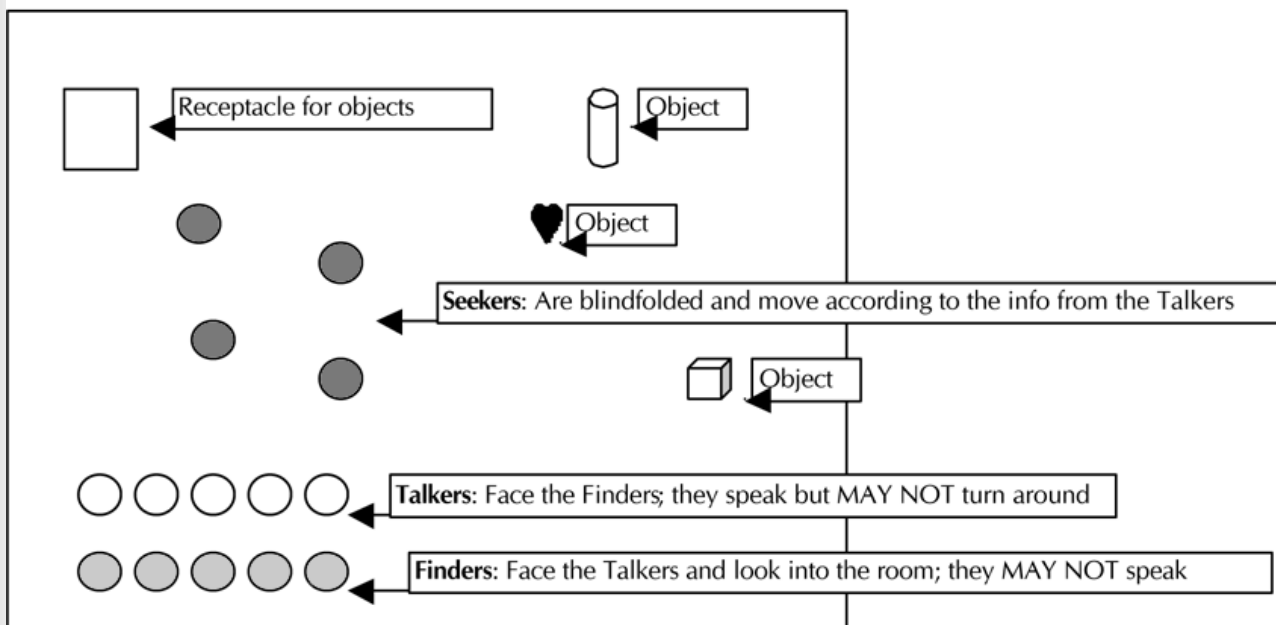 Receptacle for objects
Object
Object
Seekers: Are blindfolded and move according to the info from the Talkers
Object
Talkers: Face the Finders; they speak but MAY NOT turn around
Finders: Face the Talkers and look into the room; they MAY NOT speak